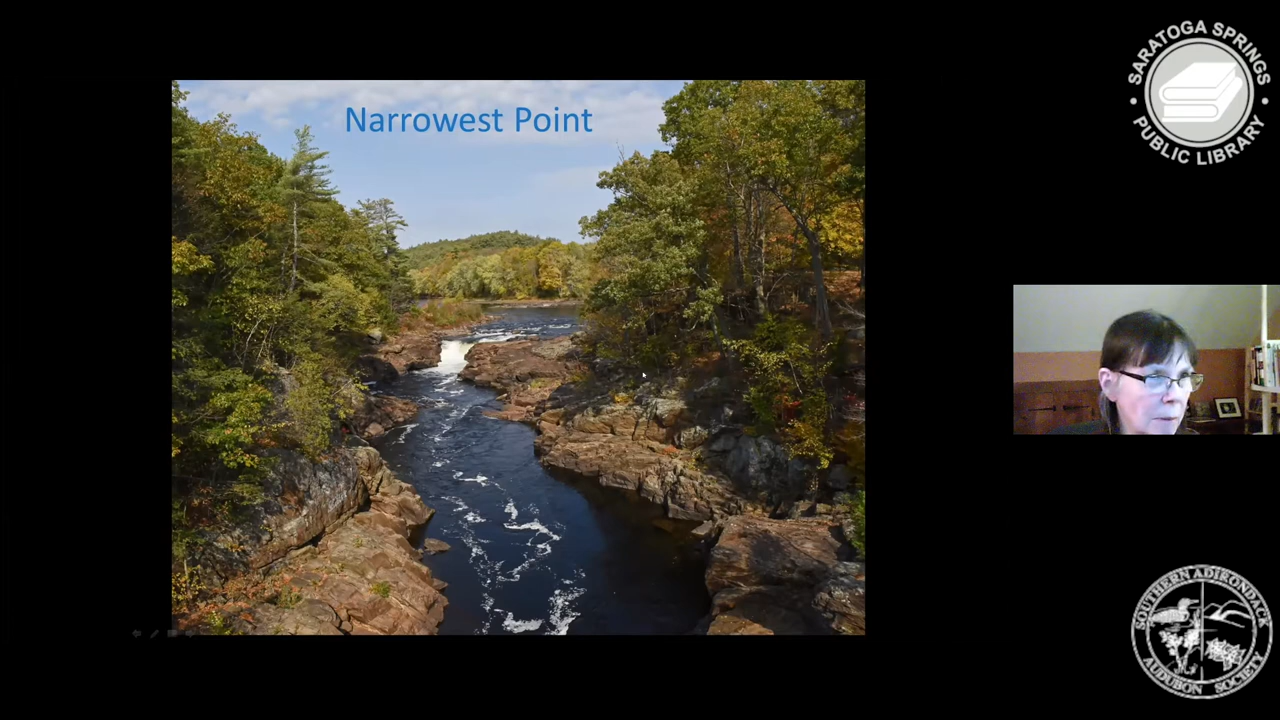 Narrowest Point
SARATOGA SPRINGS
PUBLIC LIBRARY
SOUTHERN ADIRONDACK
AUDUBON SOCIETY